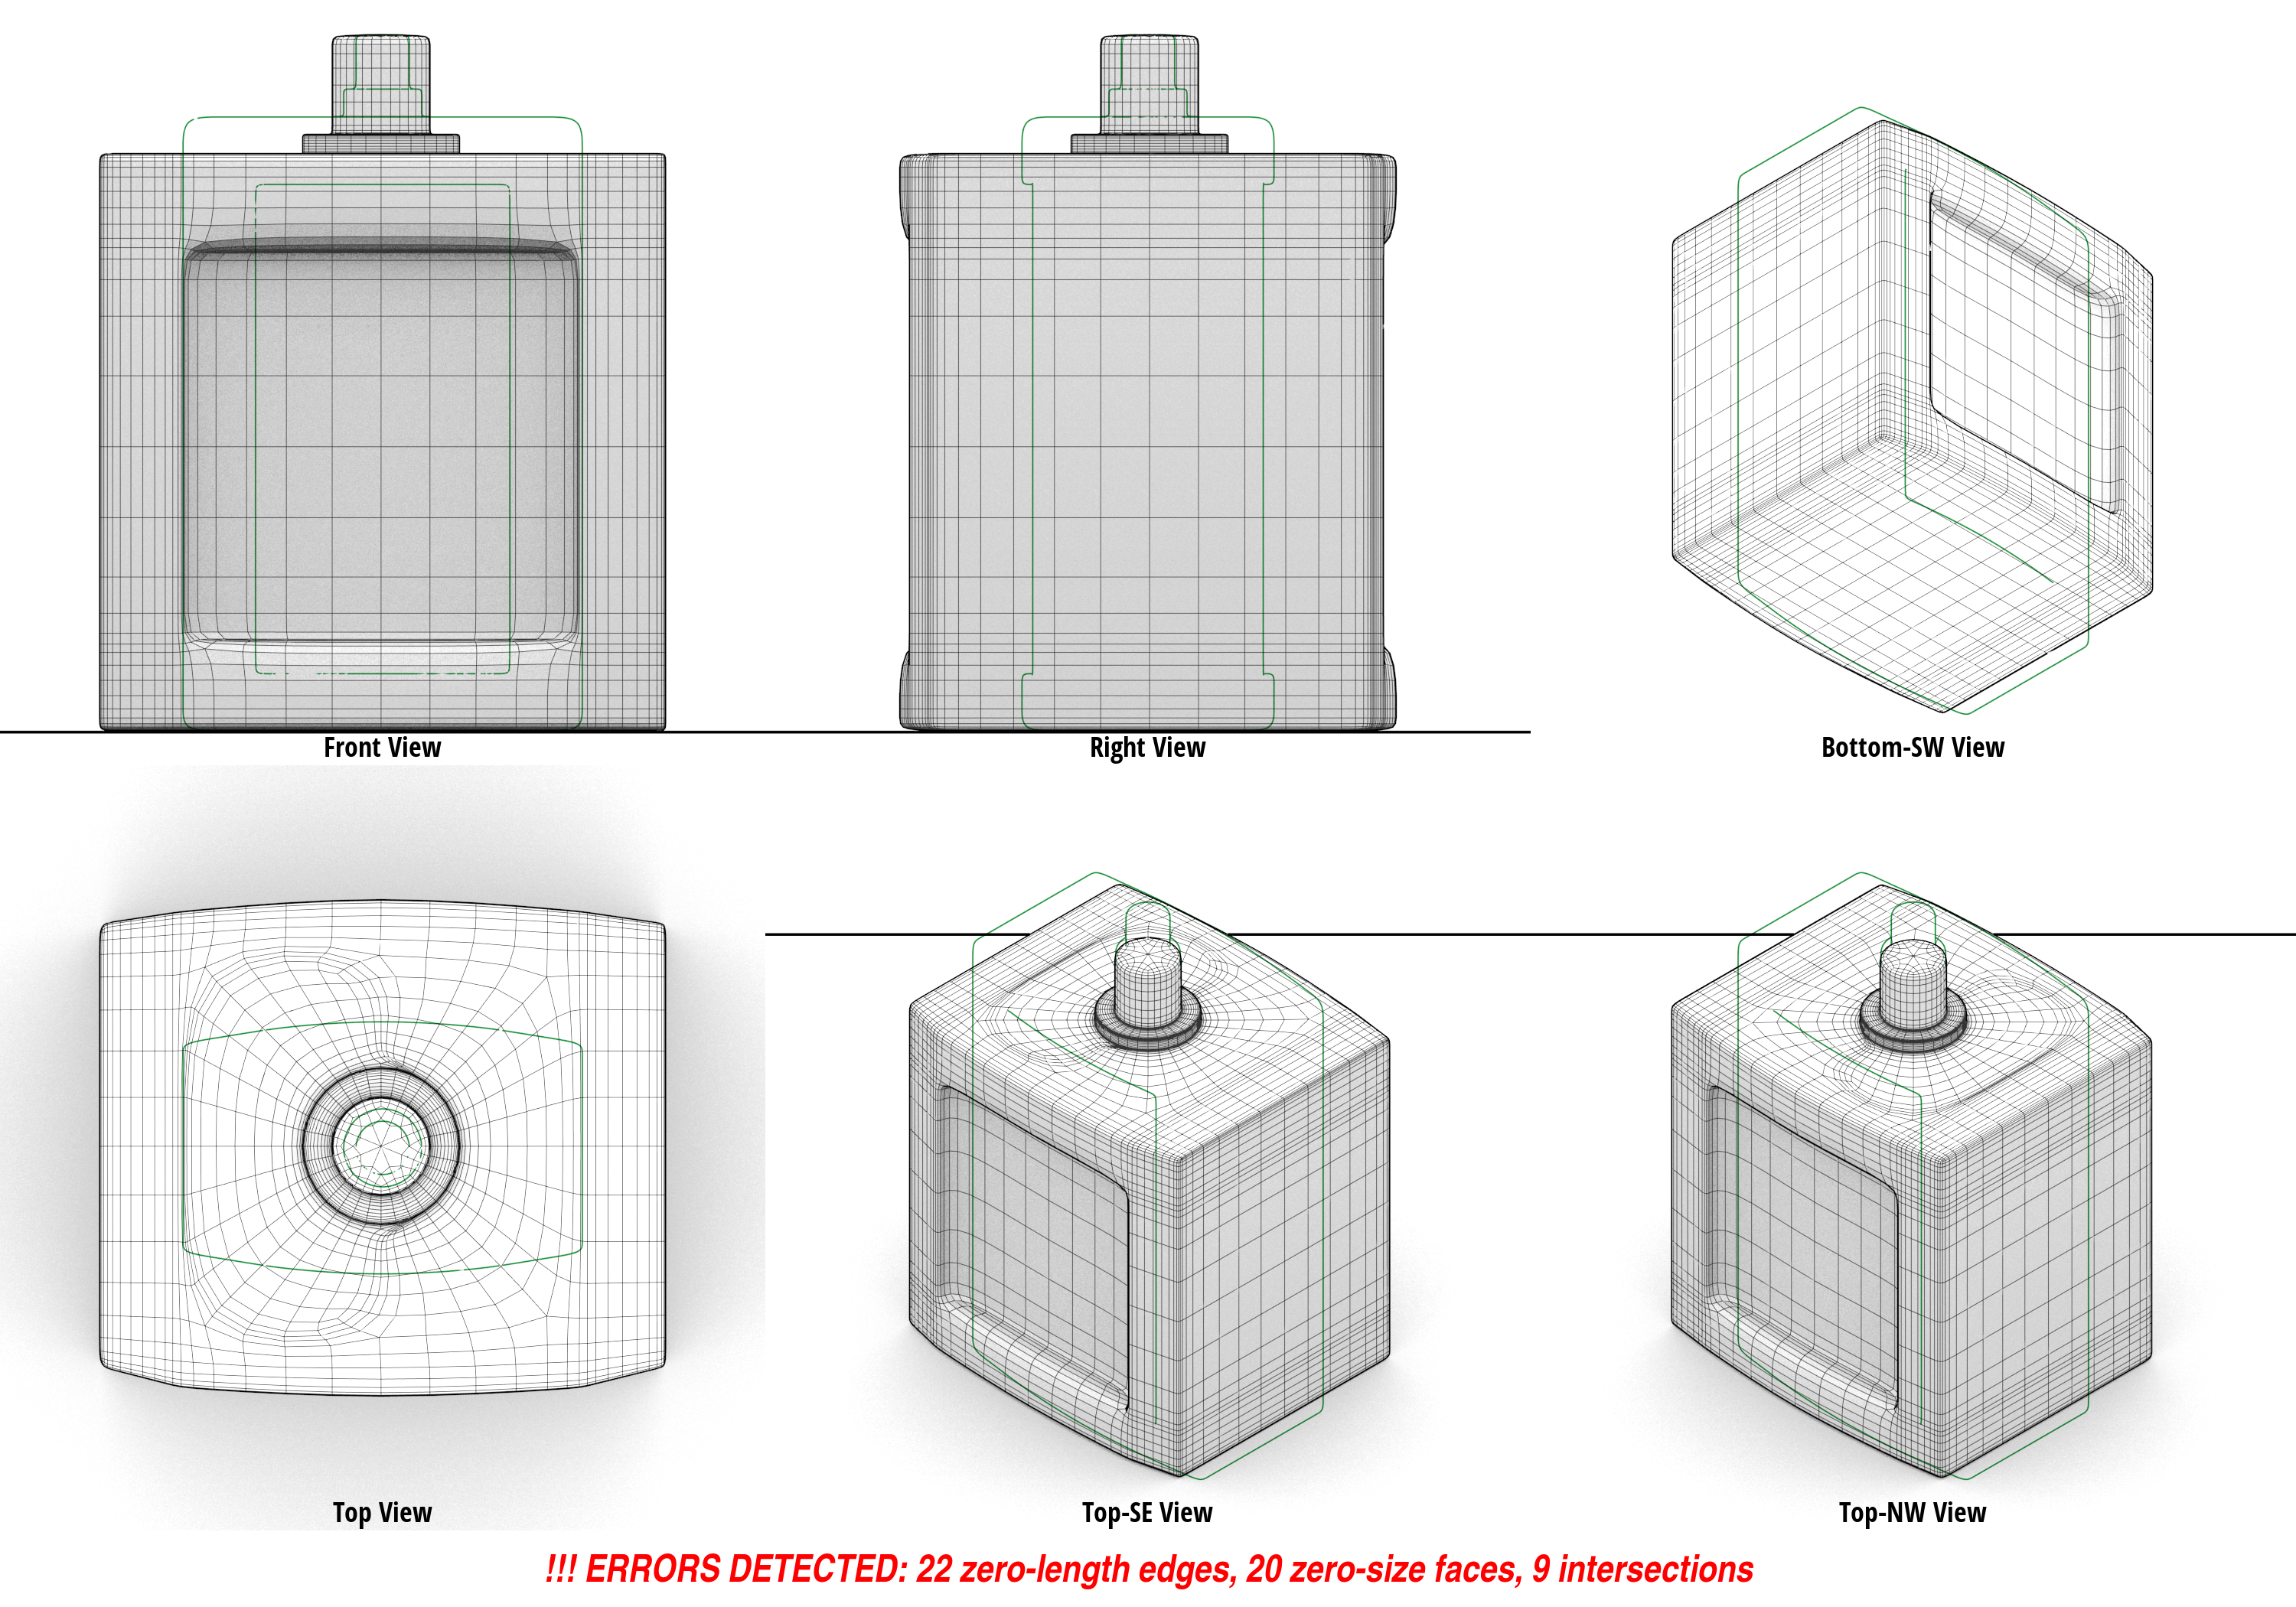 Front View
Right View
Bottom-SW View
Top View
Top-SE View
Top-NW View
!!! ERRORS DETECTED: 22 zero-length edges, 20 zero-size faces, 9 intersections